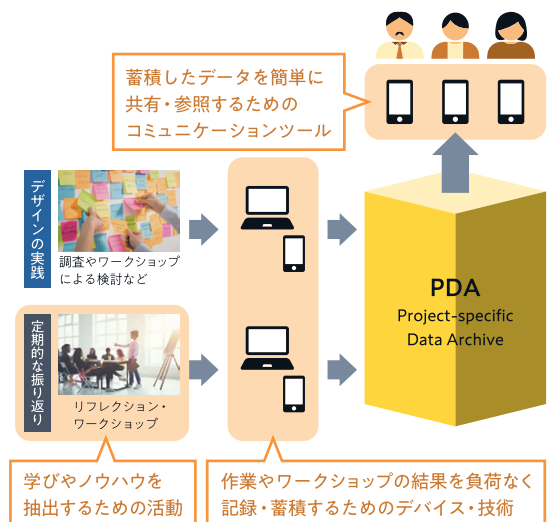 蓄積したデータを簡単に
共有・参照するための
コミュニケーションツール
デザインの実践
調査やワークショップ
による検討など
定期的な振り返り
リフレクション・
ワークショップ
PDA
Project-specific
Data Archive
学びやノウハウを
抽出するための活動
作業やワークショップの結果を負荷なく
記録・蓄積するためのデバイス・技術